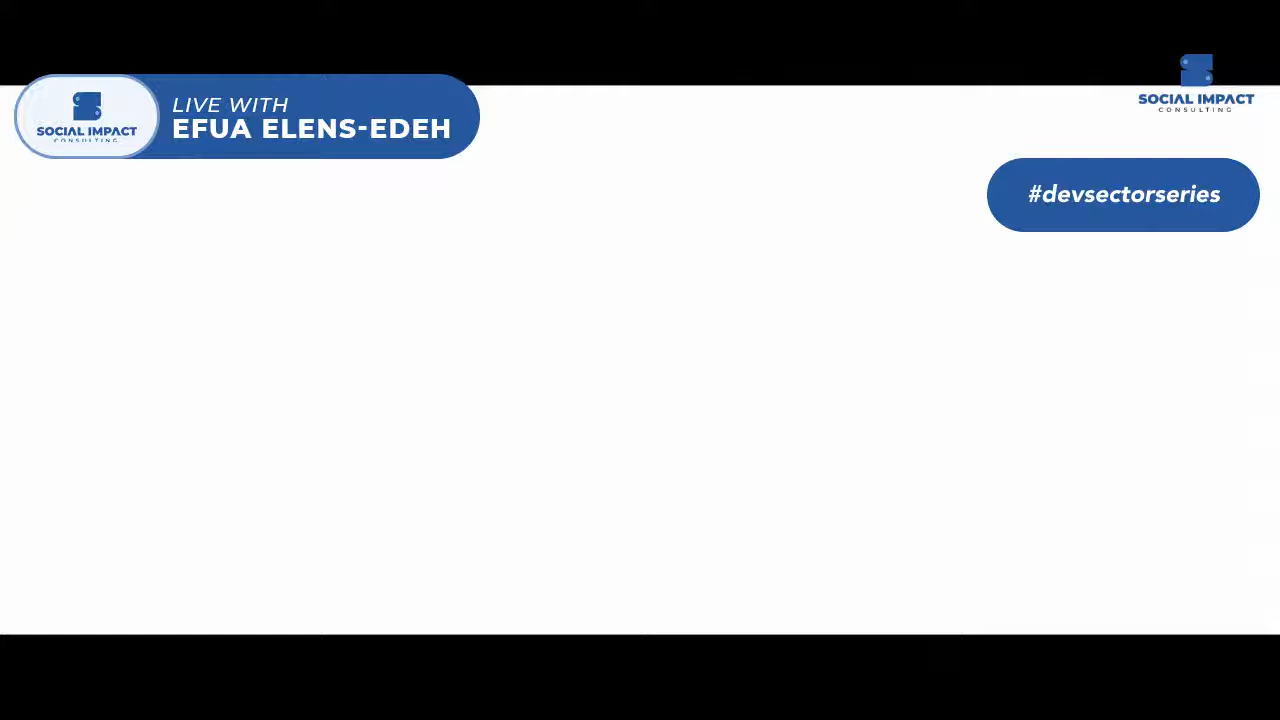 LIVE WITH
EFUA ELENS-EDEH
SOCIAL IMPACT
CONSULTING
SOCIAL IMPACT
CONSULTING
#devsectorseries